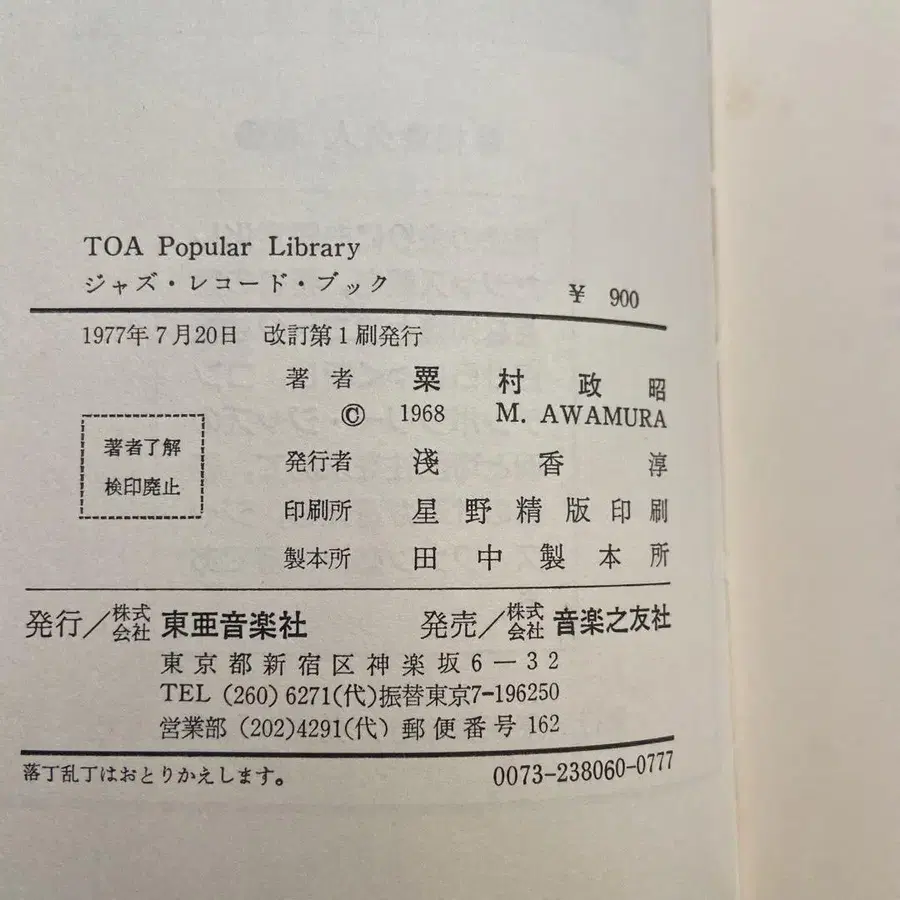 TOA Popular Library
ジャズ・レコード・ブック ¥ 900
1977年7月20日 改訂第1刷発行
著者 粟村政昭
© 1968 M. AWAMURA
著者了解
検印廃止
発行者 淺香淳
印刷所 星野精版印刷
製本所 田中製本所
発行／株式会社 東亜音楽社 発売／株式会社 音楽之友社
東京都新宿区神楽坂6－32
TEL (260) 6271(代)振替東京7-196250
営業部 (202)4291(代) 郵便番号 162
落丁乱丁はおとりかえします。 0073-238060-0777